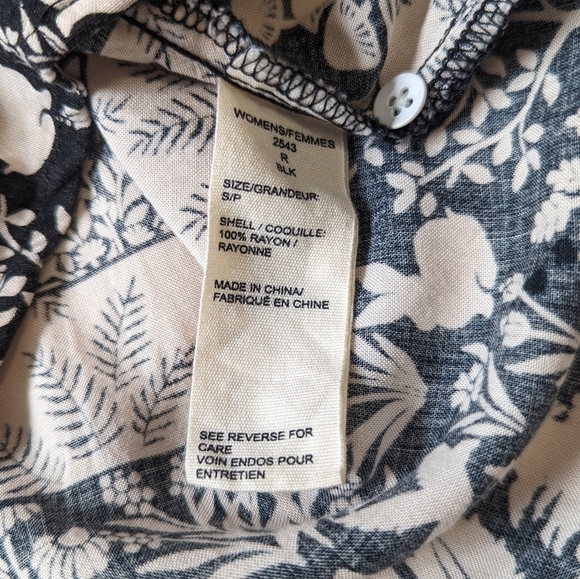 WOMENS/FEMMES
2543
R
BLK
SIZE/GRANDEUR:
S/P
SHELL / COQUILLE:
100% RAYON /
RAYONNE
MADE IN CHINA/
FABRIQUÉ EN CHINE
SEE REVERSE FOR
CARE
VOIN ENDOS POUR
ENTRETIEN